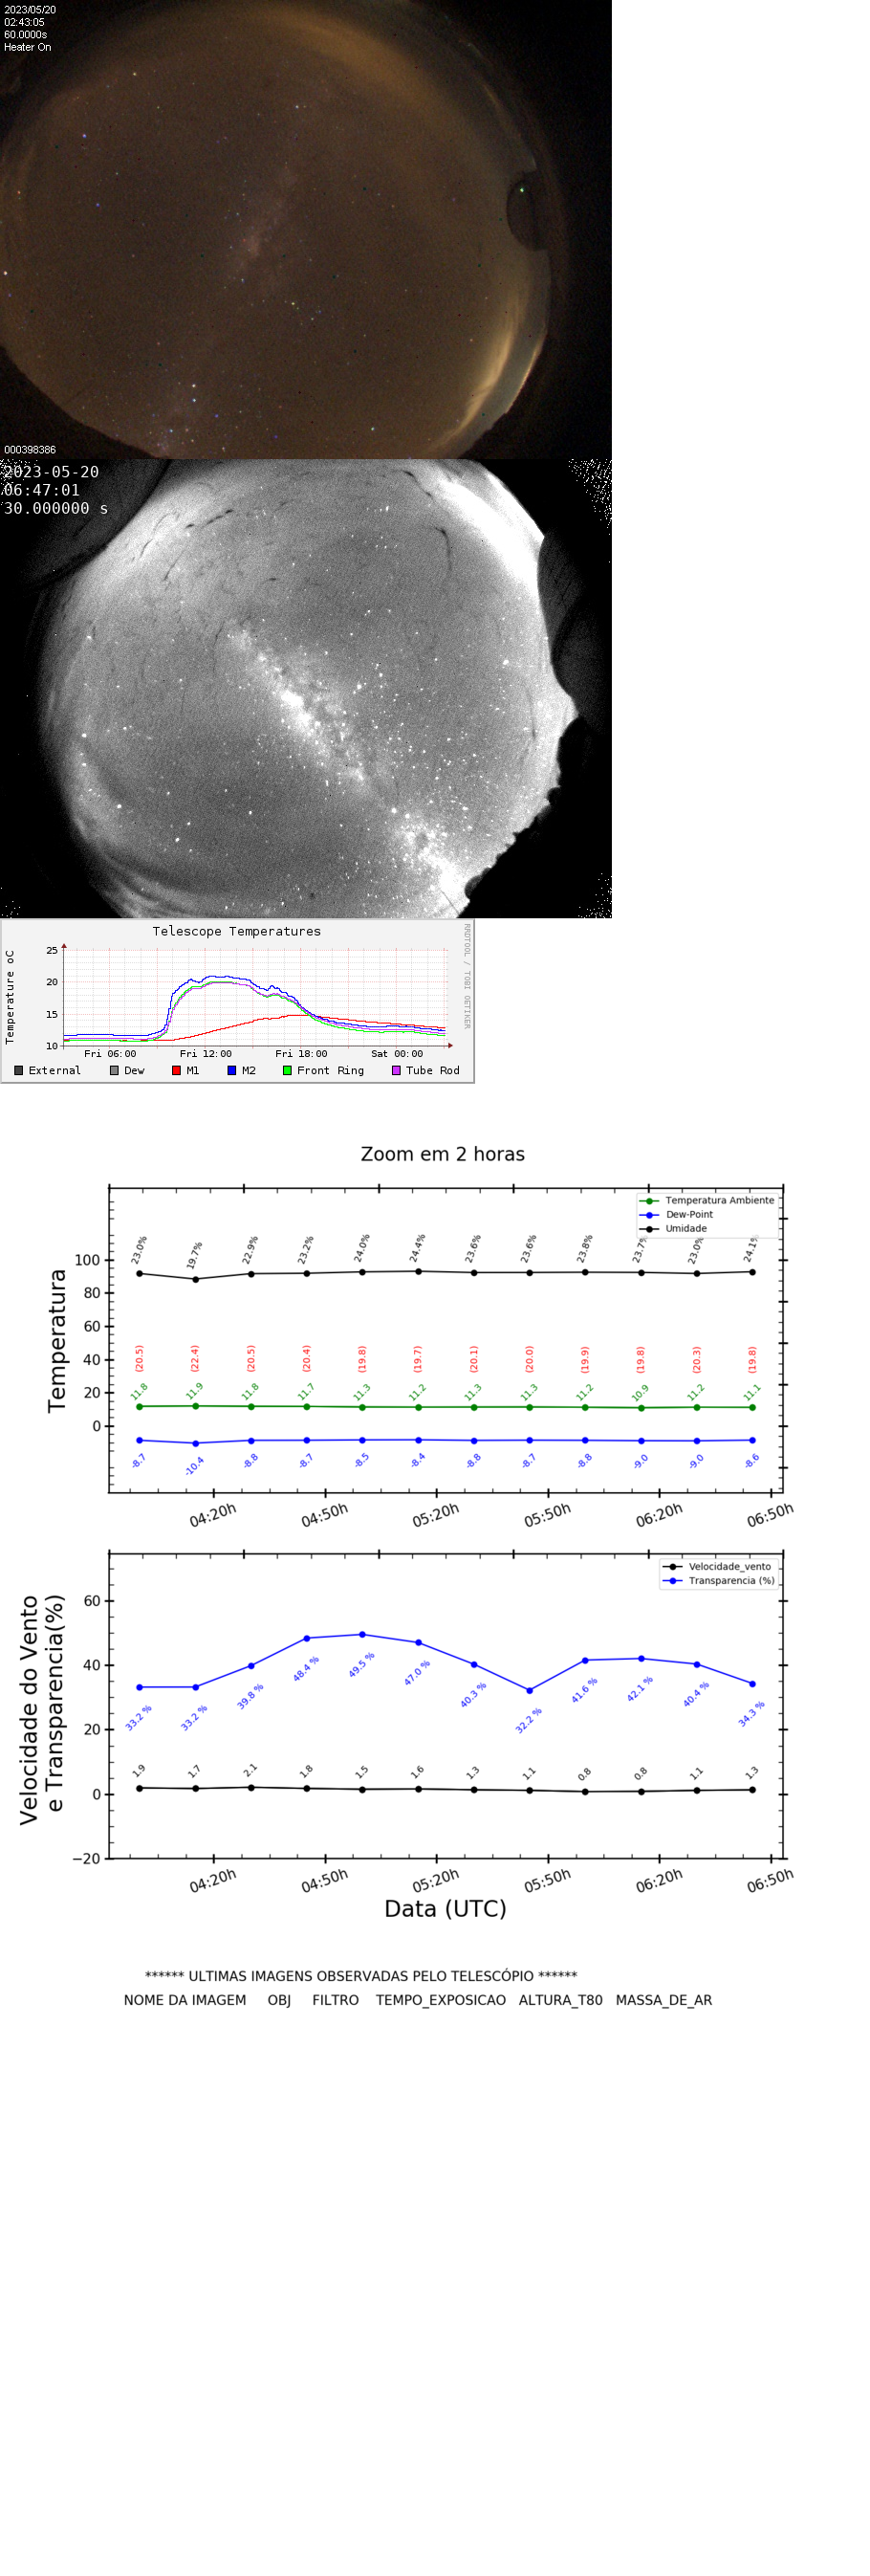 2023/05/20
02:43:05
60.0000s
Heater On
000398386
2023-05-20
06:47:01
30.000000 s
Telescope Temperatures
RRDTOOL / TOBI OETIKER
Temperature oC
25
20
15
10
Fri 06:00 Fri 12:00 Fri 18:00 Sat 00:00
External Dew M1 M2 Front Ring Tube Rod
Zoom em 2 horas
Temperatura Ambiente
Dew-Point
Umidade
Temperatura
100
80
60
40
20
0
23.0% 19.7% 22.9% 23.2% 24.0% 24.4% 23.6% 23.6% 23.8% 23.7% 23.0% 24.1%
(20.5) (22.4) (20.5) (20.4) (19.8) (19.7) (20.1) (20.0) (19.9) (19.8) (20.3) (19.8)
11.8 11.9 11.8 11.7 11.3 11.2 11.3 11.3 11.2 10.9 11.2 11.1
-8.7 -10.4 -8.8 -8.7 -8.5 -8.4 -8.8 -8.7 -8.8 -9.0 -9.0 -8.6
04:20h 04:50h 05:20h 05:50h 06:20h 06:50h
Velocidade_vento
Transparencia (%)
Velocidade do Vento
e Transparencia(%)
60
40
20
0
−20
33.2 % 33.2 % 39.8 % 48.4 % 49.5 % 47.0 % 40.3 % 32.2 % 41.6 % 42.1 % 40.4 % 34.3 %
1.9 1.7 2.1 1.8 1.5 1.6 1.3 1.1 0.8 0.8 1.1 1.3
04:20h 04:50h 05:20h 05:50h 06:20h 06:50h
Data (UTC)
****** ULTIMAS IMAGENS OBSERVADAS PELO TELESCÓPIO ******
NOME DA IMAGEM OBJ FILTRO TEMPO_EXPOSICAO ALTURA_T80 MASSA_DE_AR